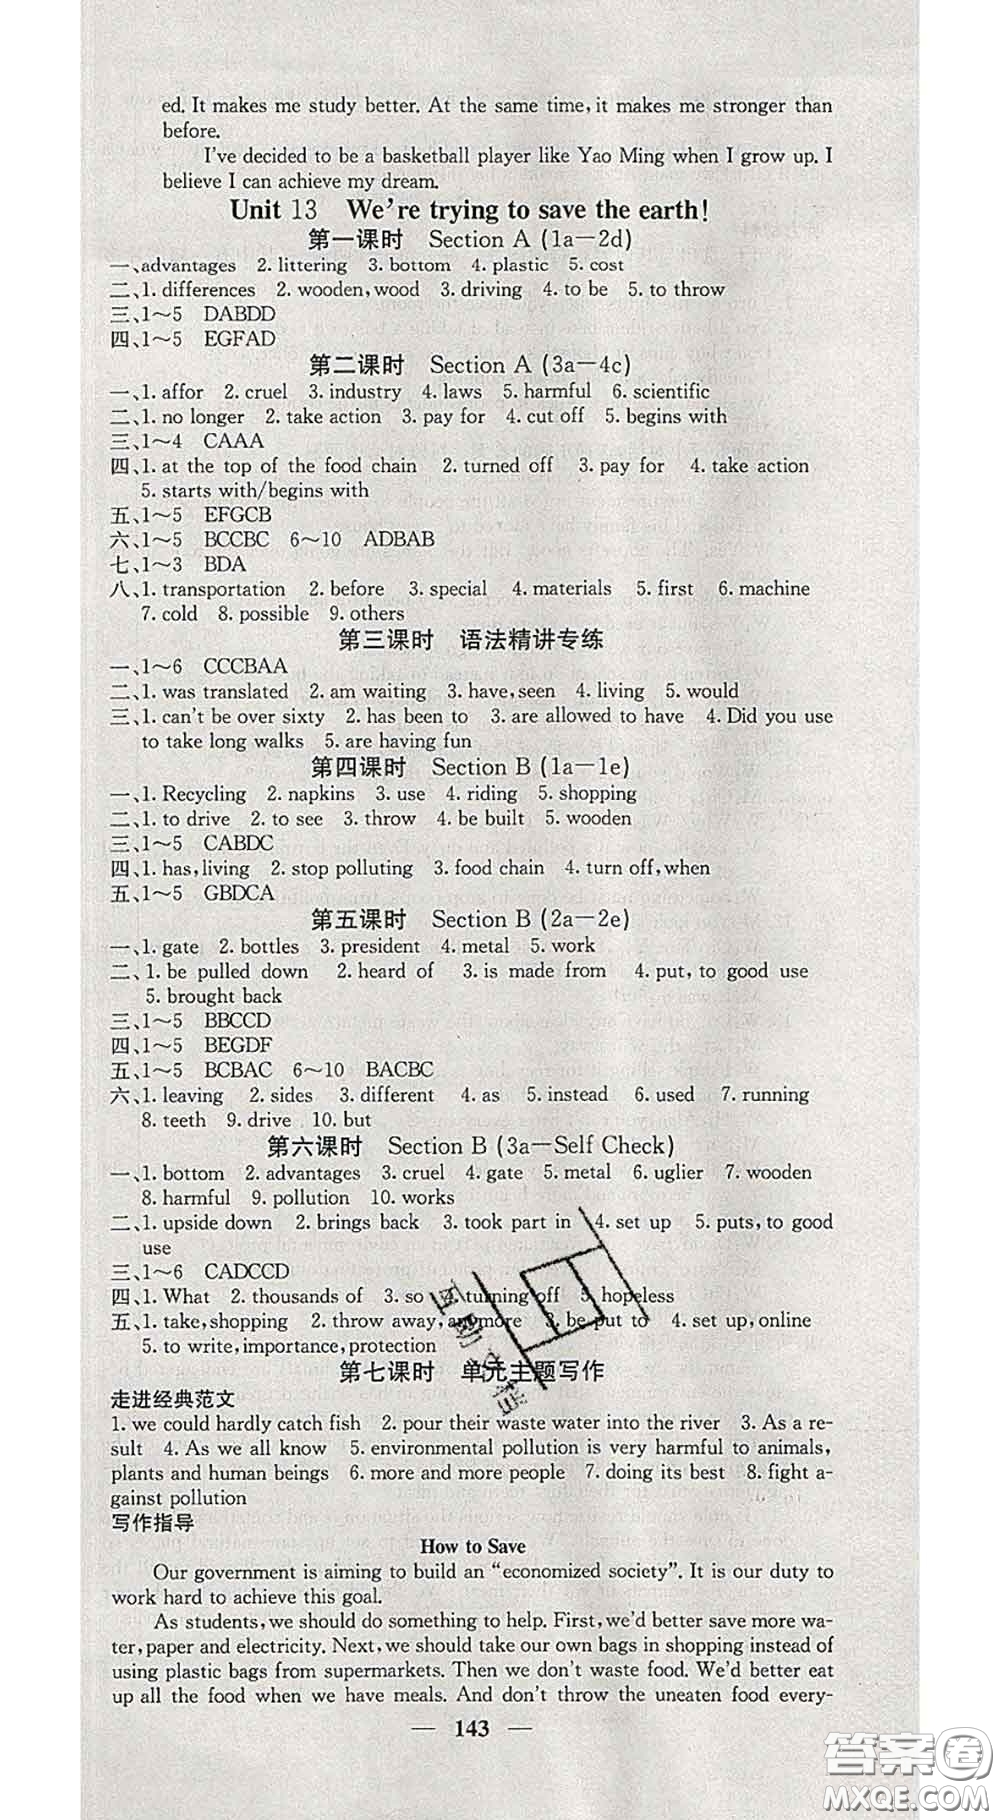 ed. It makes me study better. At the same time, it makes me stronger than
before.
I've decided to be a basketball player like Yao Ming when I grow up. I
believe I can achieve my dream.
Unit 13 We're trying to save the earth!
第一课时 Section A (1a—2d)
一、advantages 2. littering 3. bottom 4. plastic 5. cost
二、1. differences 2. wooden, wood 3. driving 4. to be 5. to throw
三、1～5 DABDD
四、1～5 EGFAD
第二课时 Section A (3a—4c)
一、1. affor 2. cruel 3. industry 4. laws 5. harmful 6. scientific
二、1. no longer 2. take action 3. pay for 4. cut off 5. begins with
三、1～4 CAAA
四、1. at the top of the food chain 2. turned off 3. pay for 4. take action
5. starts with/begins with
五、1～5 EFGCB
六、1～5 BCCBC 6～10 ADBAB
七、1～3 BDA
八、1. transportation 2. before 3. special 4. materials 5. first 6. machine
7. cold 8. possible 9. others
第三课时 语法精讲专练
一、1～6 CCCBAA
二、1. was translated 2. am waiting 3. have, seen 4. living 5. would
三、1. can't be over sixty 2. has been to 3. are allowed to have 4. Did you use
to take long walks 5. are having fun
第四课时 Section B (1a—1e)
一、1. Recycling 2. napkins 3. use 4. riding 5. shopping
二、1. to drive 2. to see 3. throw 4. be built 5. wooden
三、1～5 CABDC
四、1. has, living 2. stop polluting 3. food chain 4. turn off, when
五、1～5 GBDCA
第五课时 Section B (2a—2e)
一、1. gate 2. bottles 3. president 4. metal 5. work
二、1. be pulled down 2. heard of 3. is made from 4. put, to good use
5. brought back
三、1～5 BBCCD
四、1～5 BEGDF
五、1～5 BCBAC 6～10 BACBC
六、1. leaving 2. sides 3. different 4. as 5. instead 6. used 7. running
8. teeth 9. drive 10. but
第六课时 Section B (3a—Self Check)
一、1. bottom 2. advantages 3. cruel 4. gate 5. metal 6. uglier 7. wooden
8. harmful 9. pollution 10. works
二、1. upside down 2. brings back 3. took part in 4. set up 5. puts, to good
use
三、1～6 CADCCD
四、1. What 2. thousands of 3. so 4. turning off 5. hopeless
五、1. take, shopping 2. throw away, anymore 3. be put to 4. set up, online
5. to write, importance, protection
第七课时 单元主题写作
走进经典范文
1. we could hardly catch fish 2. pour their waste water into the river 3. As a re-
sult 4. As we all know 5. environmental pollution is very harmful to animals,
plants and human beings 6. more and more people 7. doing its best 8. fight a-
gainst pollution
写作指导
How to Save
Our government is aiming to build an “economized society”. It is our duty to
work hard to achieve this goal.
As students, we should do something to help. First, we'd better save more wa-
ter, paper and electricity. Next, we should take our own bags in shopping instead of
using plastic bags from supermarkets. Then we don't waste food. We'd better eat
up all the food when we have meals. And don't throw the uneaten food every-
— 143 —
答案圈
MXQE.COM